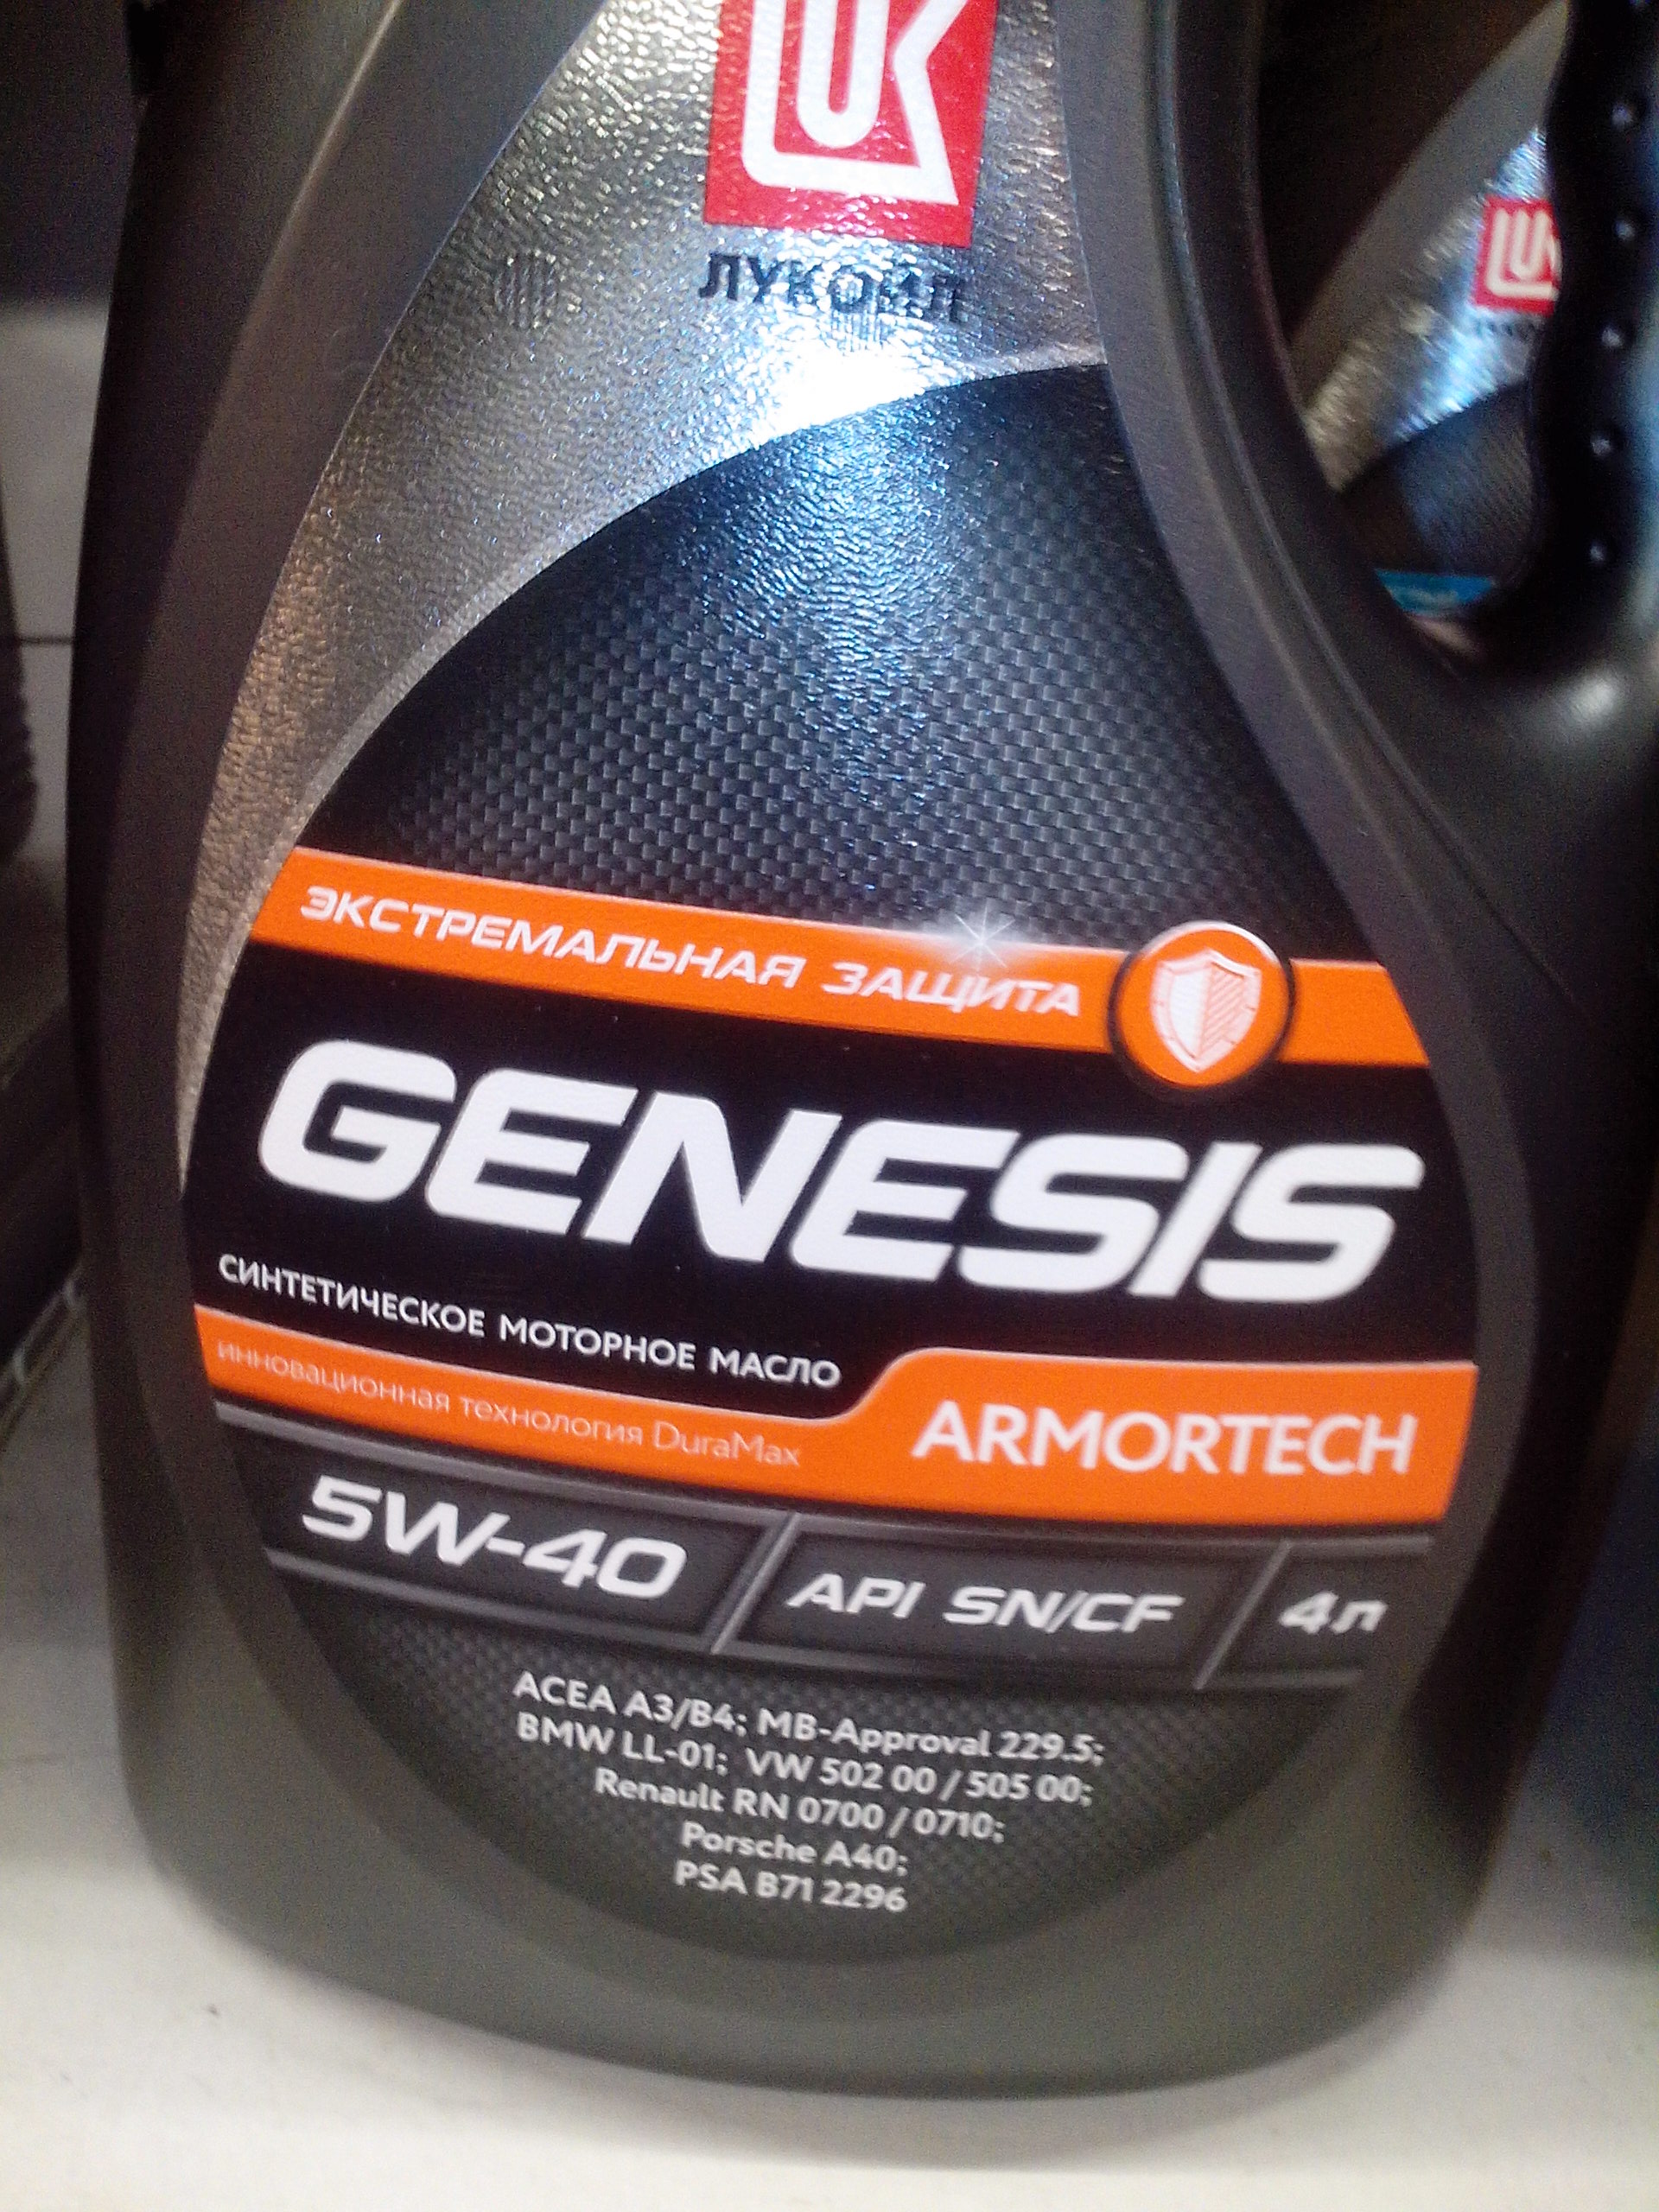 ЛУКОЙЛ
ЭКСТРЕМАЛЬНАЯ ЗАЩИТА
GENESIS
СИНТЕТИЧЕСКОЕ МОТОРНОЕ МАСЛО
инновационная технология DuraMax
ARMORTECH
5W-40
API SN/CF
4л
ACEA A3/B4; MB-Approval 229.5;
BMW LL-01; VW 502 00 / 505 00;
Renault RN 0700 / 0710;
Porsche A40;
PSA B71 2296